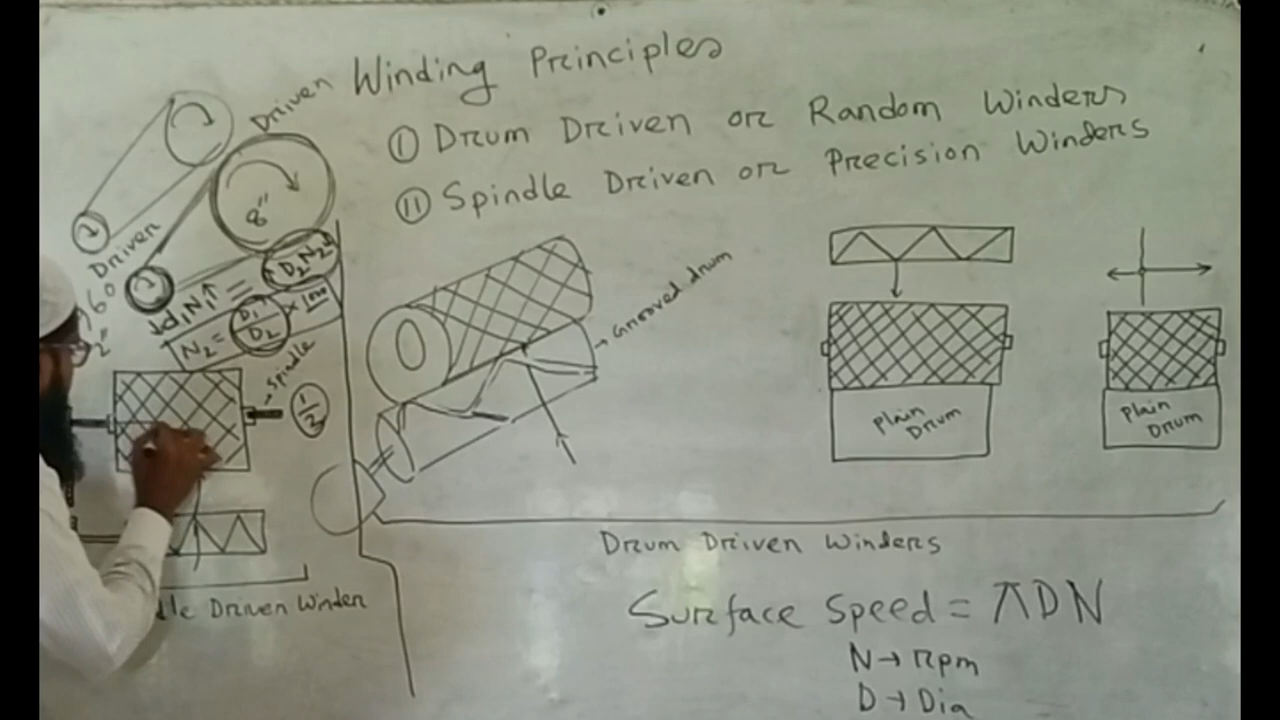 Winding Principles
① Drum Driven or Random Winders
② Spindle Driven or Precision Winders
Driven
8"
Driven
D2N2
d1N1↑ =
N2 = D1/D2 × 1000
2"
spindle
1/3
Grooved drum
Plain Drum
Plain Drum
Drum Driven Winders
dle Driven Winder
Surface Speed = πDN
N → rpm
D → Dia